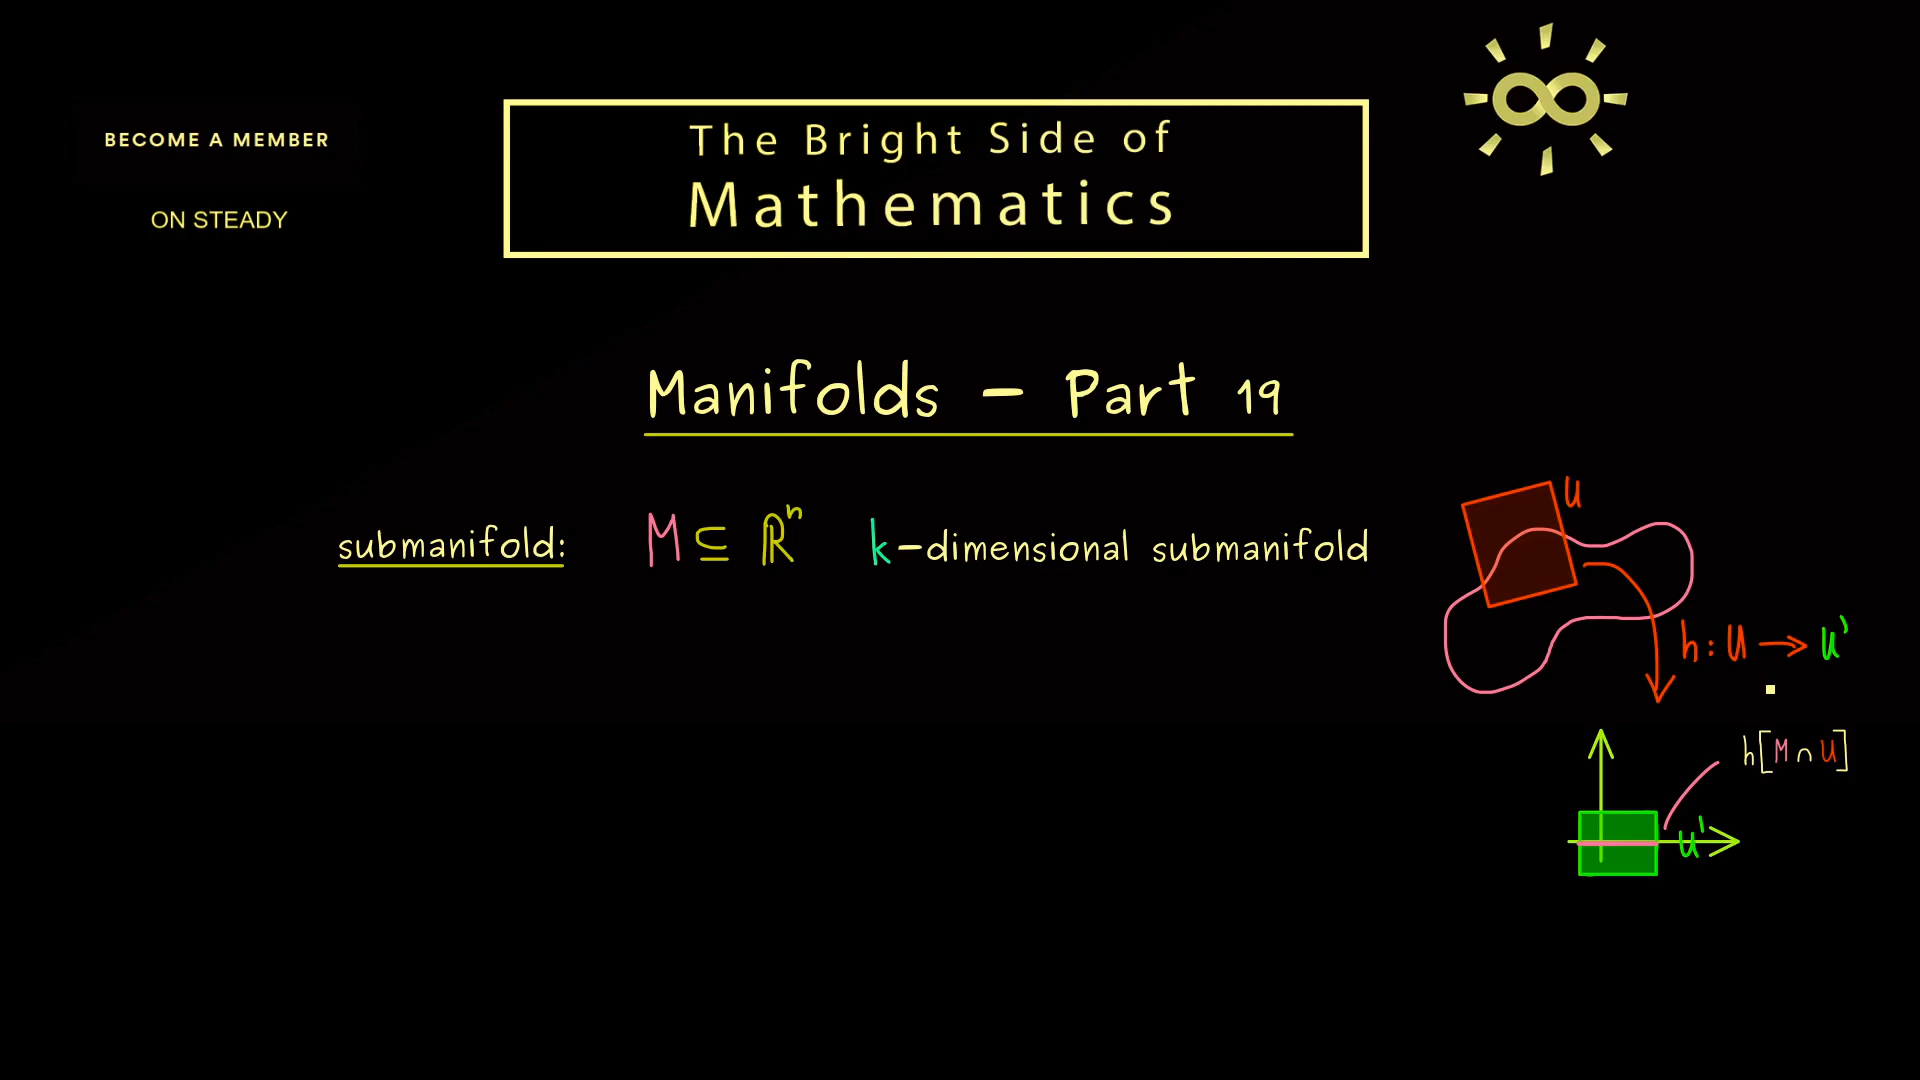 BECOME A MEMBER
ON STEADY
The Bright Side of
Mathematics
Manifolds - Part 19
submanifold: M ⊆ ℝⁿ k-dimensional submanifold
U
h: U → U'
h[M ∩ U]
U'